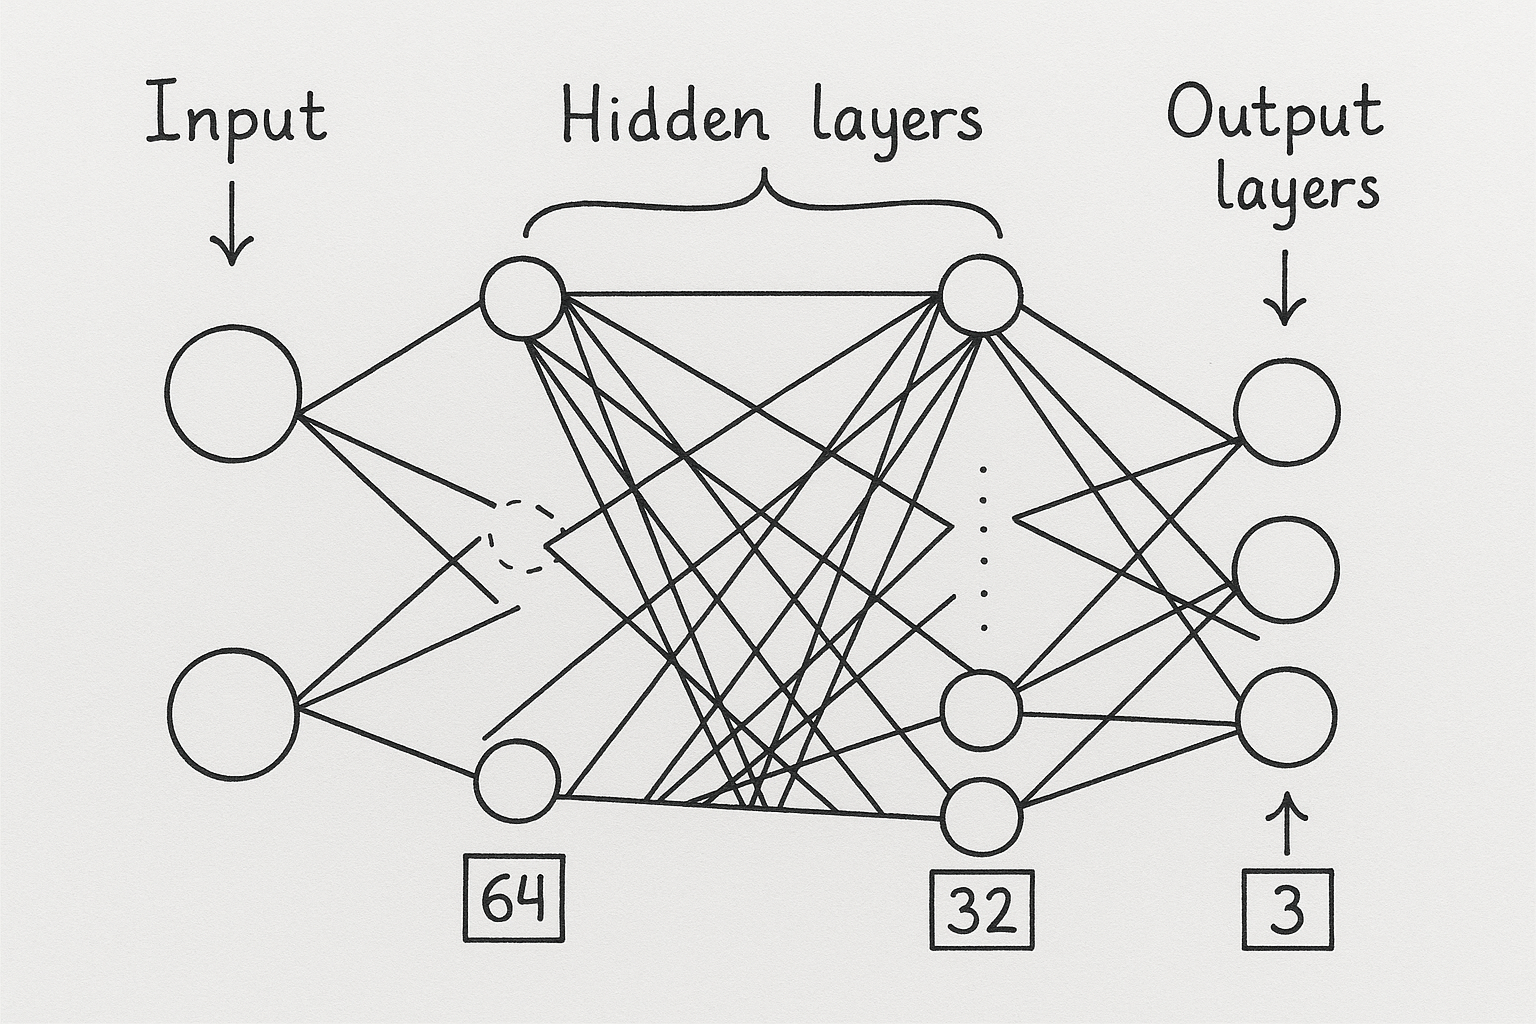 Input
Hidden layers
Output
layers
64
32
3